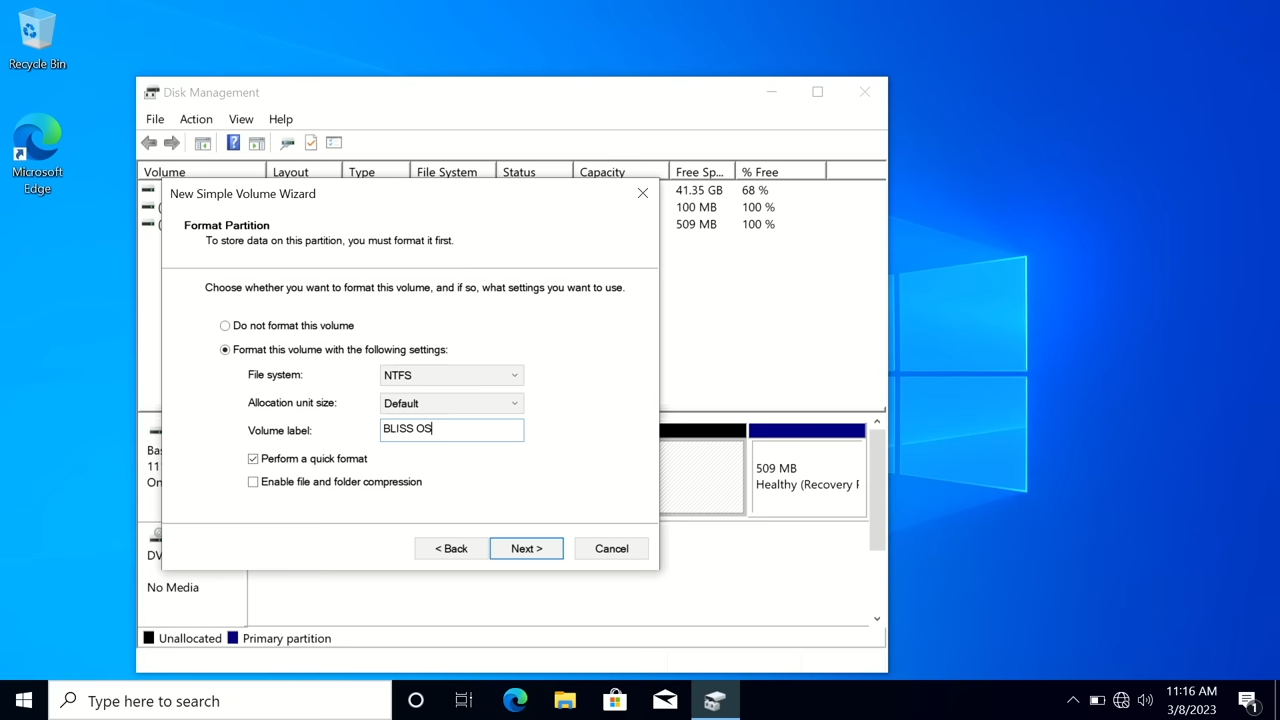 Recycle Bin
Microsoft
Edge
Disk Management
File Action View Help
Volume Layout Type File System Status Capacity Free Sp... % Free
41.35 GB 68 %
100 MB 100 %
509 MB 100 %
New Simple Volume Wizard
Format Partition
To store data on this partition, you must format it first.
Choose whether you want to format this volume, and if so, what settings you want to use.
Do not format this volume
Format this volume with the following settings:
File system: NTFS
Allocation unit size: Default
Volume label: BLISS OS
Perform a quick format
Enable file and folder compression
< Back Next > Cancel
Bas
11
On
509 MB
Healthy (Recovery F
DV
No Media
Unallocated Primary partition
Type here to search
11:16 AM
3/8/2023
1